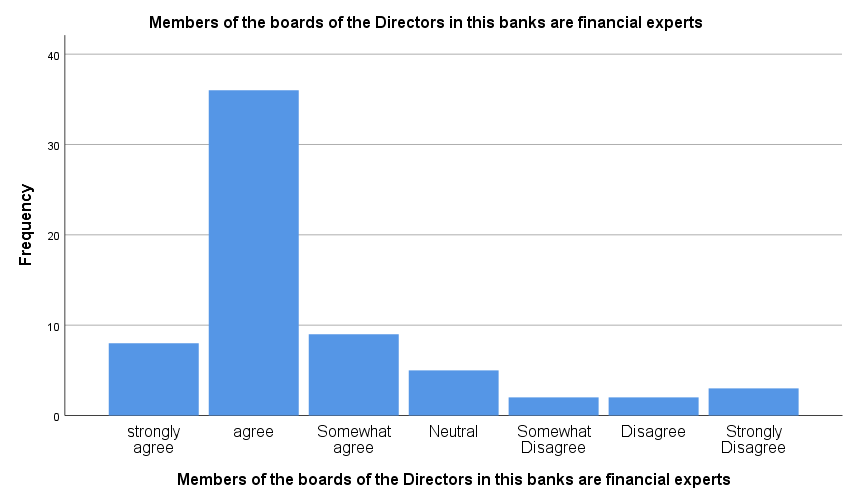 Members of the boards of the Directors in this banks are financial experts
40
30
20
10
0
Frequency
strongly
agree
agree
Somewhat
agree
Neutral
Somewhat
Disagree
Disagree
Strongly
Disagree
Members of the boards of the Directors in this banks are financial experts